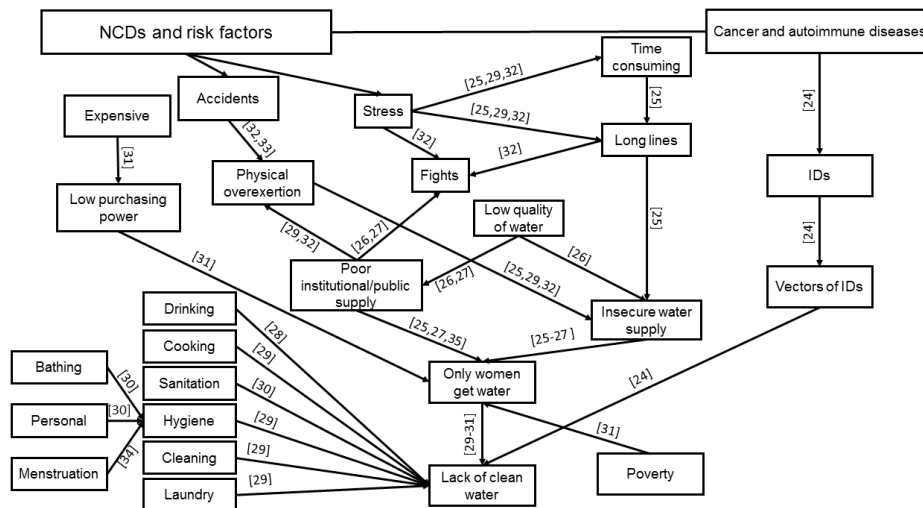 NCDs and risk factors
Cancer and autoimmune diseases
Time
consuming
[25,29,32]
[25]
[24]
Expensive
Accidents
Stress
[25,29,32]
[31]
[32,33]
[32]
[32]
Long lines
Low purchasing
power
Physical
overexertion
Fights
IDs
[29,32]
[26,27]
Low quality
of water
[25]
[24]
[31]
[26]
Poor
institutional/public
supply
[26,27]
[25,29,32]
Vectors of IDs
Insecure water
supply
Drinking
[28]
[25,27,35]
[25-27]
Cooking
[29]
Bathing
[30]
Sanitation
[30]
Only women
get water
[24]
Personal
[30]
Hygiene
[29]
[29-31]
[31]
Menstruation
[34]
Cleaning
[29]
Laundry
[29]
Lack of clean
water
Poverty